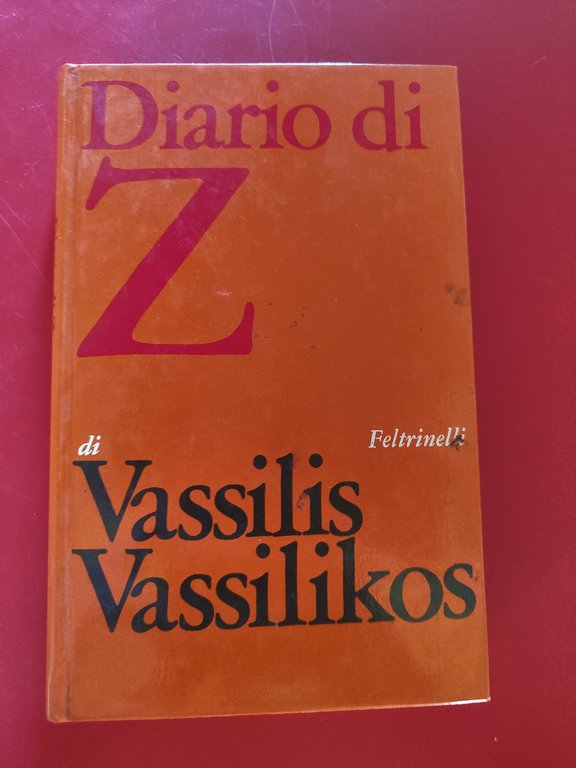 Diario di
Z
di
Feltrinelli
Vassilis
Vassilikos